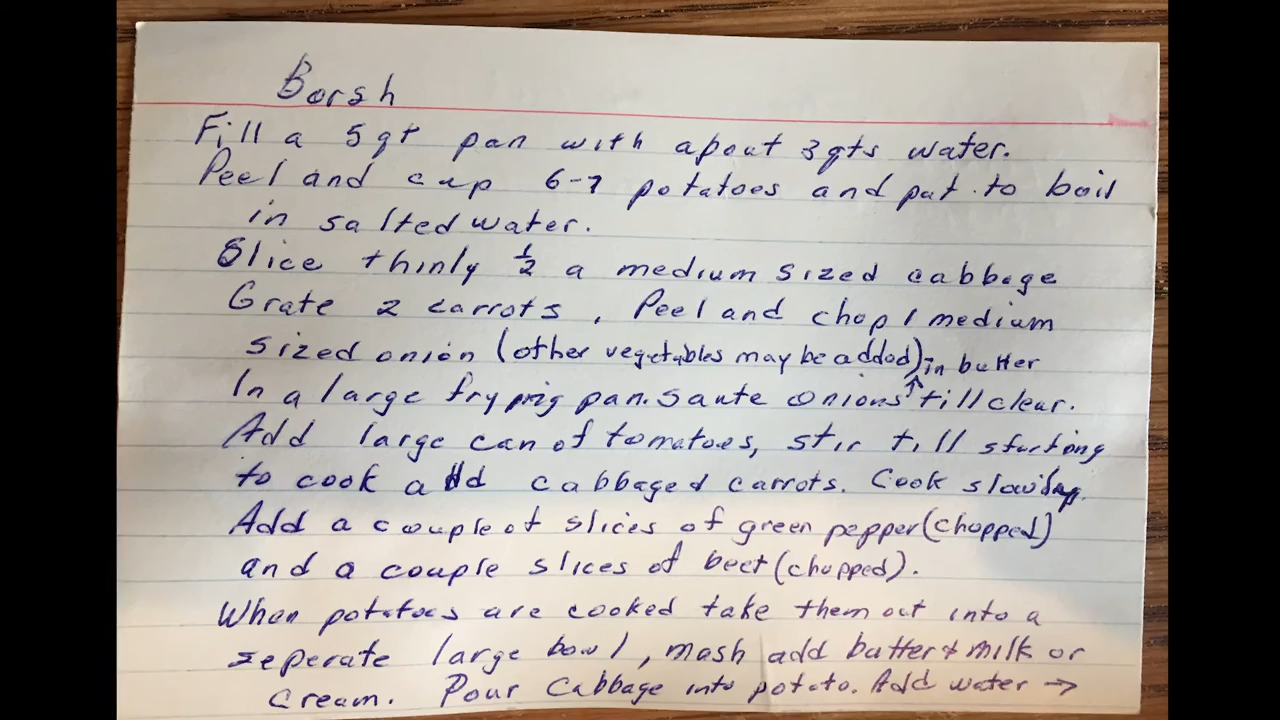 Borsh
Fill a 5qt pan with about 3qts water.
Peel and cup 6-7 potatoes and put to boil
in salted water.
Slice thinly ½ a medium sized cabbage
Grate 2 carrots, Peel and chop 1 medium
sized onion (other vegetables may be added) in butter
In a large frying pan. Saute onions ↑ till clear.
Add large can of tomatoes, stir till starting
to cook add cabbage & carrots. Cook slowly.
Add a couple of slices of green pepper (chopped)
and a couple slices of beet (chopped).
When potatoes are cooked take them out into a
seperate large bowl, mash add butter & milk or
cream. Pour cabbage into potato. Add water →